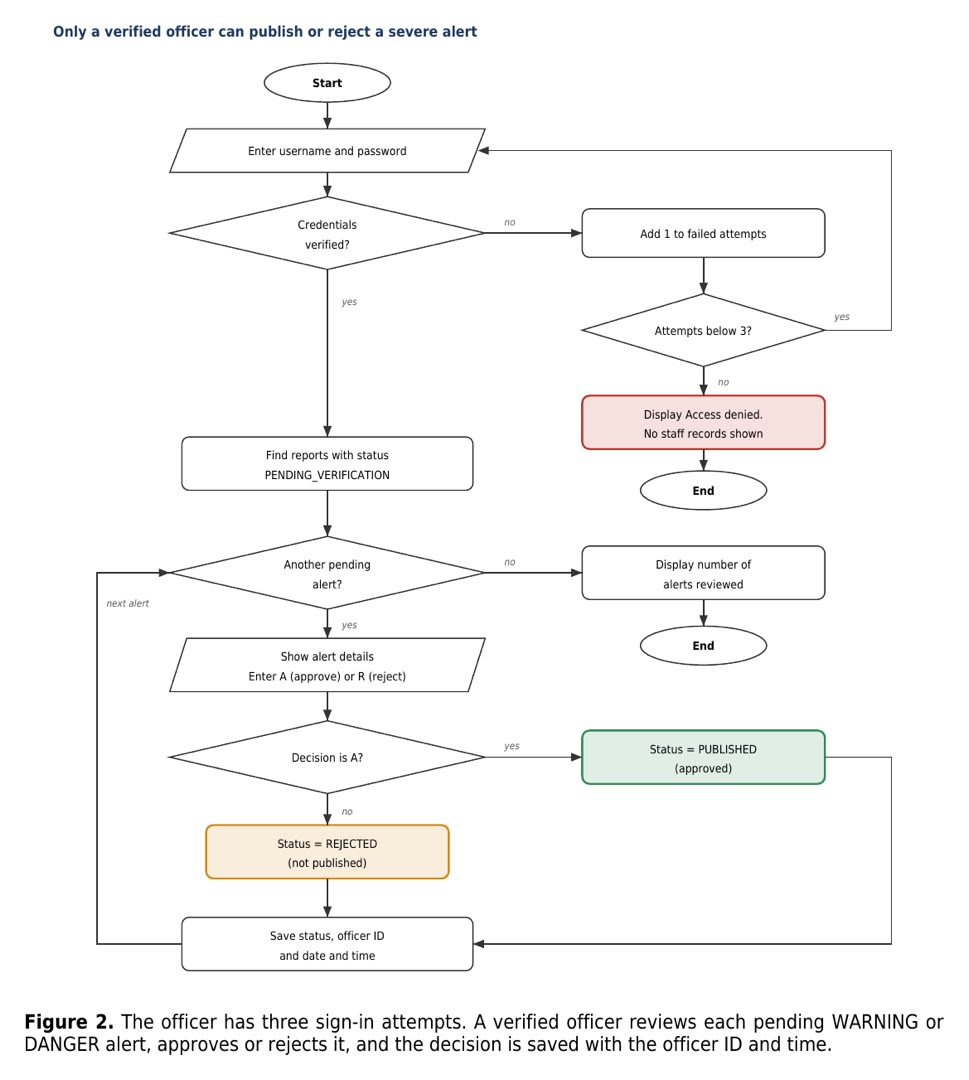 Only a verified officer can publish or reject a severe alert
Start
Enter username and password
Credentials
verified?
no
Add 1 to failed attempts
yes
Attempts below 3?
yes
no
Display Access denied.
No staff records shown
End
Find reports with status
PENDING_VERIFICATION
Another pending
alert?
no
Display number of
alerts reviewed
End
next alert
yes
Show alert details
Enter A (approve) or R (reject)
Decision is A?
yes
Status = PUBLISHED
(approved)
no
Status = REJECTED
(not published)
Save status, officer ID
and date and time
Figure 2. The officer has three sign-in attempts. A verified officer reviews each pending WARNING or
DANGER alert, approves or rejects it, and the decision is saved with the officer ID and time.